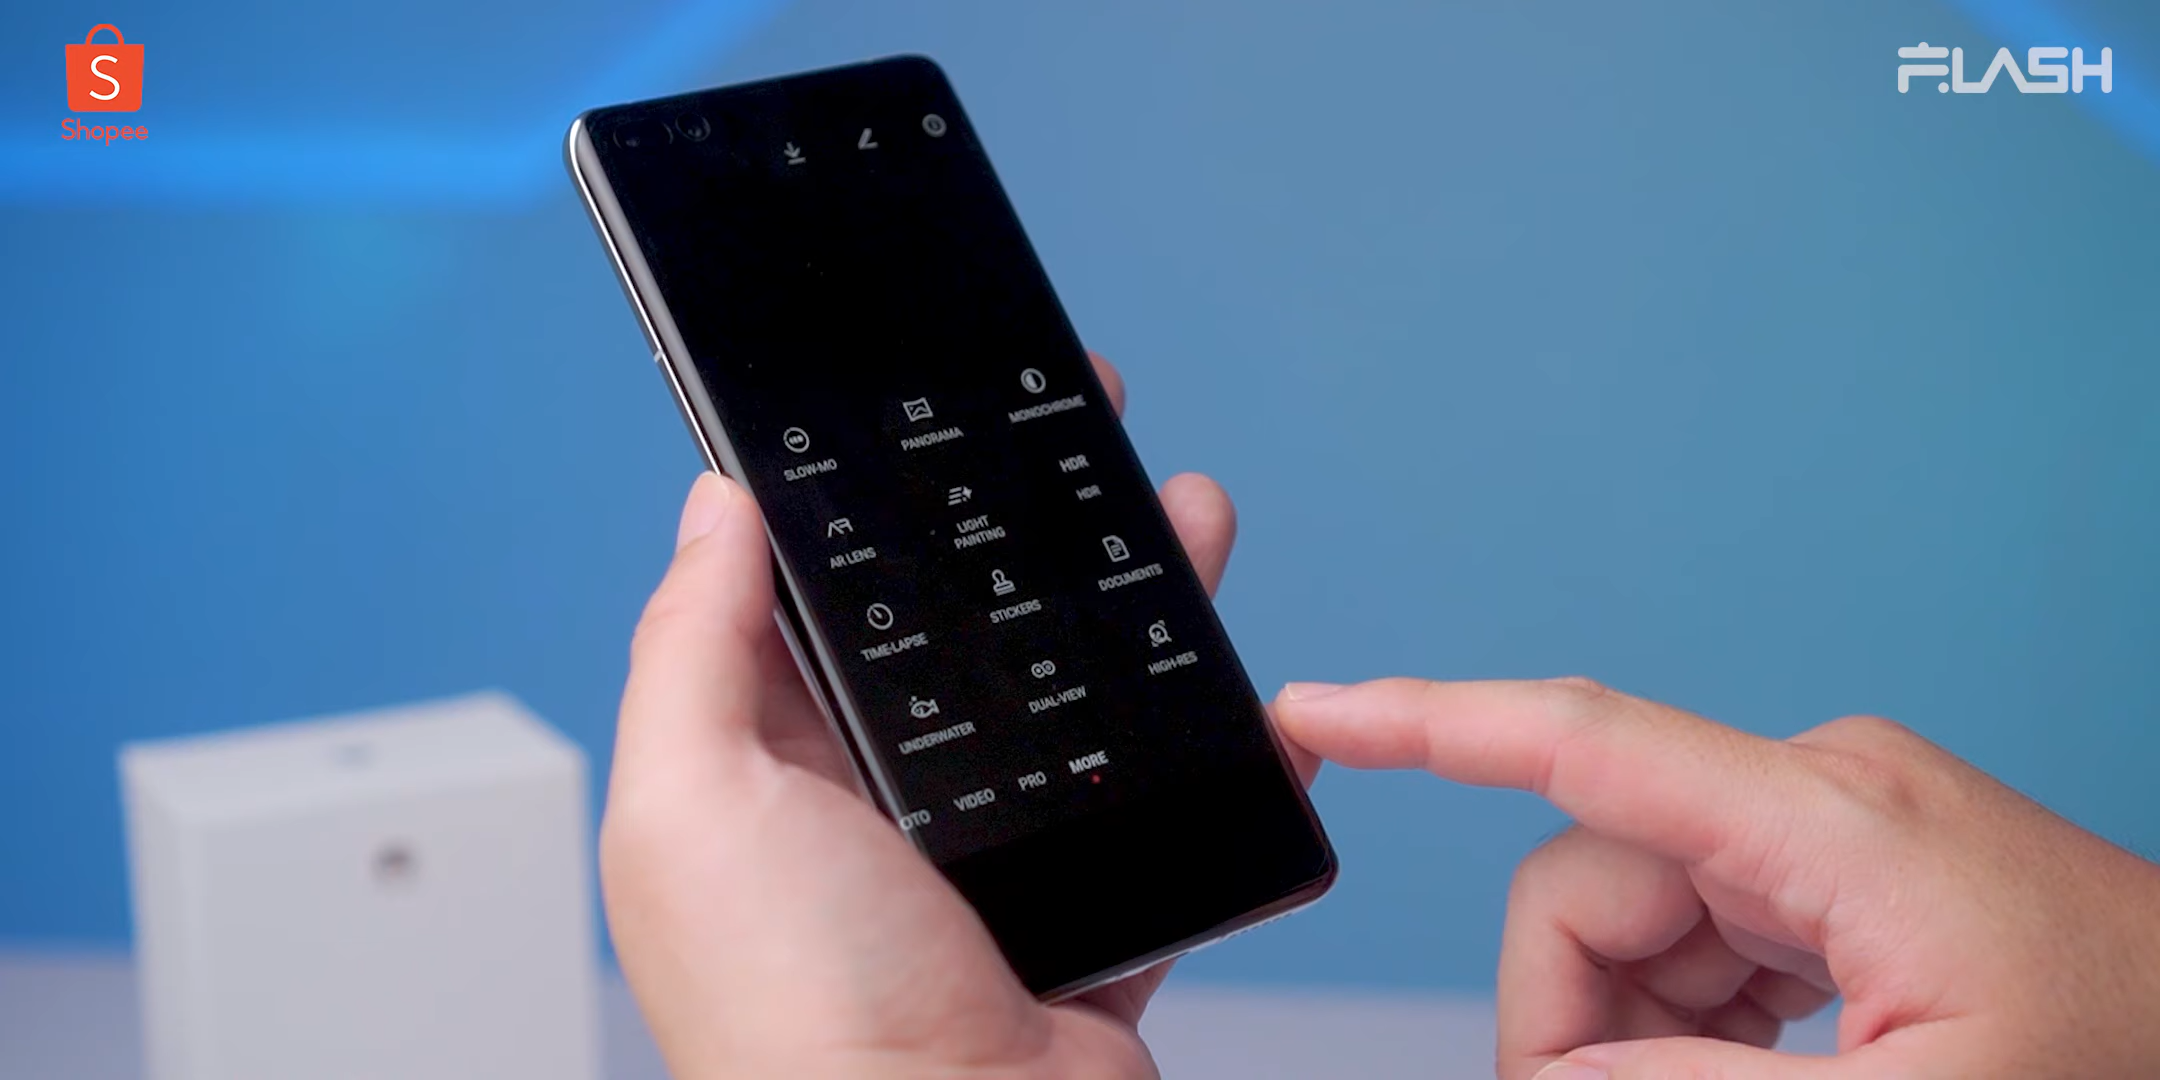 Shopee
FLASH
SLOW-MO
PANORAMA
MONOCHROME
AR LENS
LIGHT
PAINTING
HDR
HDR
TIME-LAPSE
STICKERS
DOCUMENTS
UNDERWATER
DUAL-VIEW
HIGH-RES
OTO
VIDEO
PRO
MORE